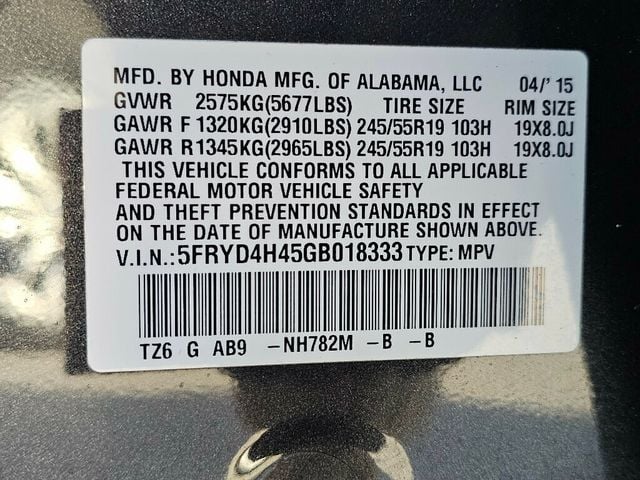 MFD. BY HONDA MFG. OF ALABAMA, LLC 04/' 15
GVWR 2575KG(5677LBS) TIRE SIZE RIM SIZE
GAWR F 1320KG(2910LBS) 245/55R19 103H 19X8.0J
GAWR R1345KG(2965LBS) 245/55R19 103H 19X8.0J
THIS VEHICLE CONFORMS TO ALL APPLICABLE
FEDERAL MOTOR VEHICLE SAFETY
AND THEFT PREVENTION STANDARDS IN EFFECT
ON THE DATE OF MANUFACTURE SHOWN ABOVE.
V.I.N.:5FRYD4H45GB018333 TYPE: MPV
TZ6 G AB9 -NH782M -B -B